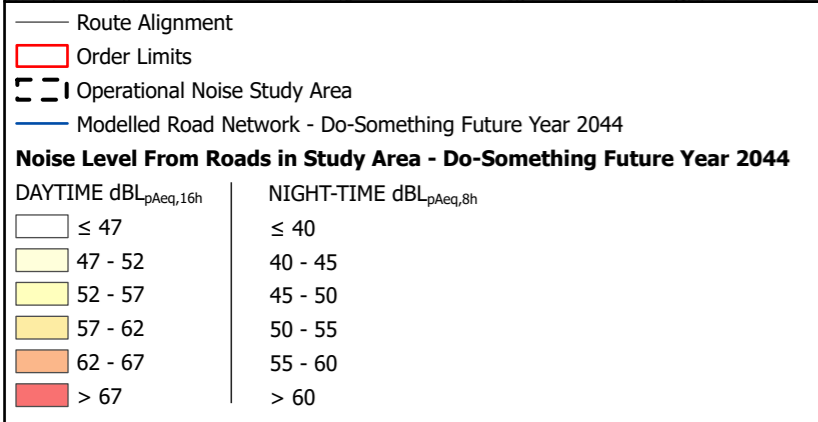 Route Alignment
Order Limits
Operational Noise Study Area
Modelled Road Network - Do-Something Future Year 2044
Noise Level From Roads in Study Area - Do-Something Future Year 2044
DAYTIME dBLpAeq,16h NIGHT-TIME dBLpAeq,8h
≤ 47 ≤ 40
47 - 52 40 - 45
52 - 57 45 - 50
57 - 62 50 - 55
62 - 67 55 - 60
> 67 > 60